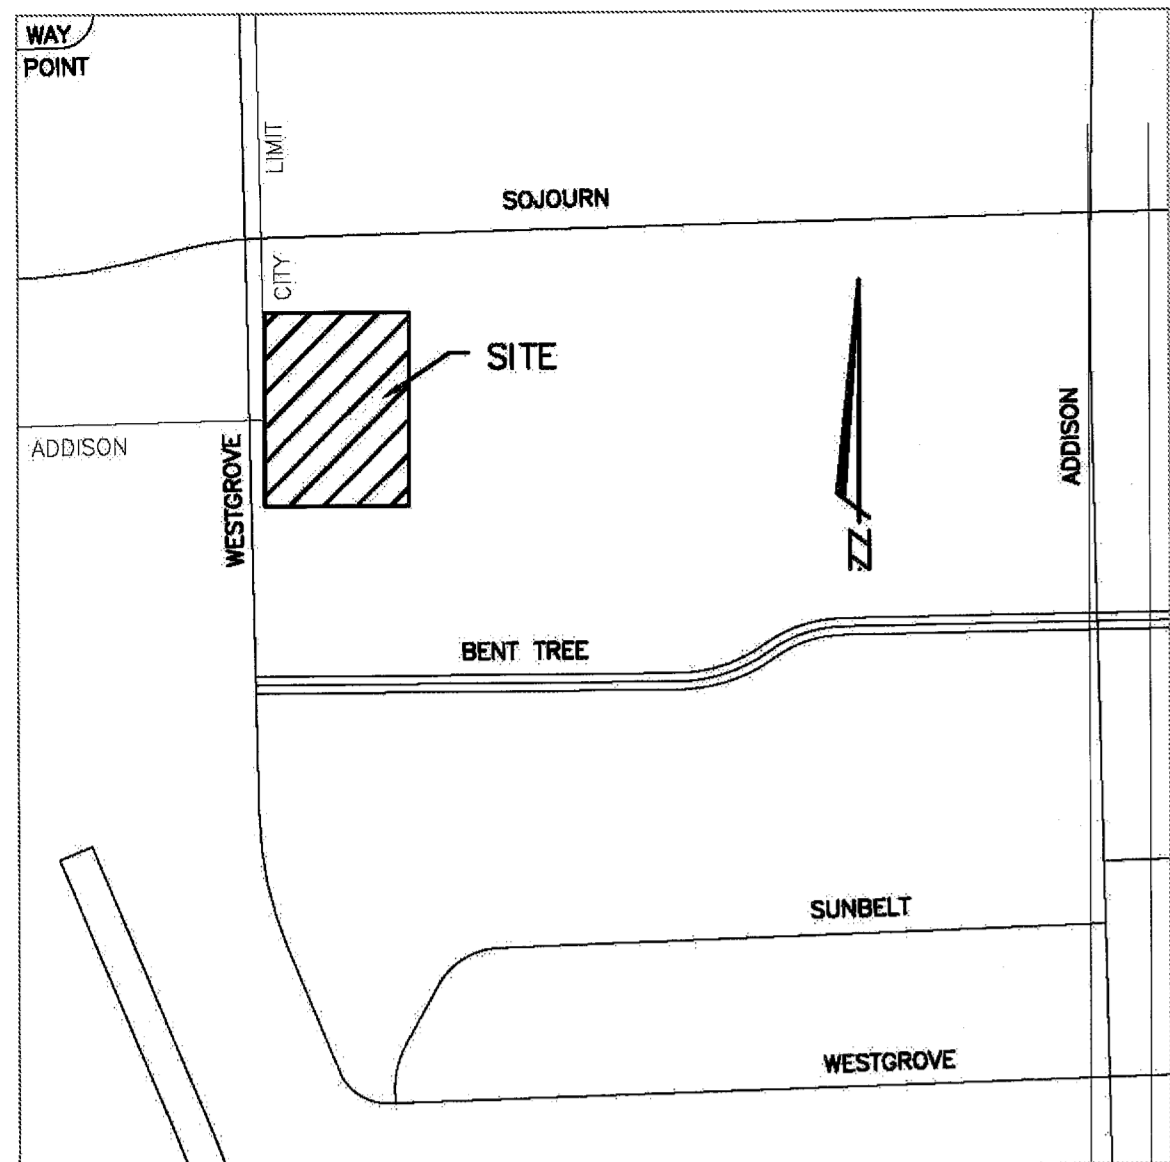 WAY
POINT
LIMIT
SOJOURN
CITY
SITE
ADDISON
ADDISON
WESTGROVE
BENT TREE
SUNBELT
WESTGROVE